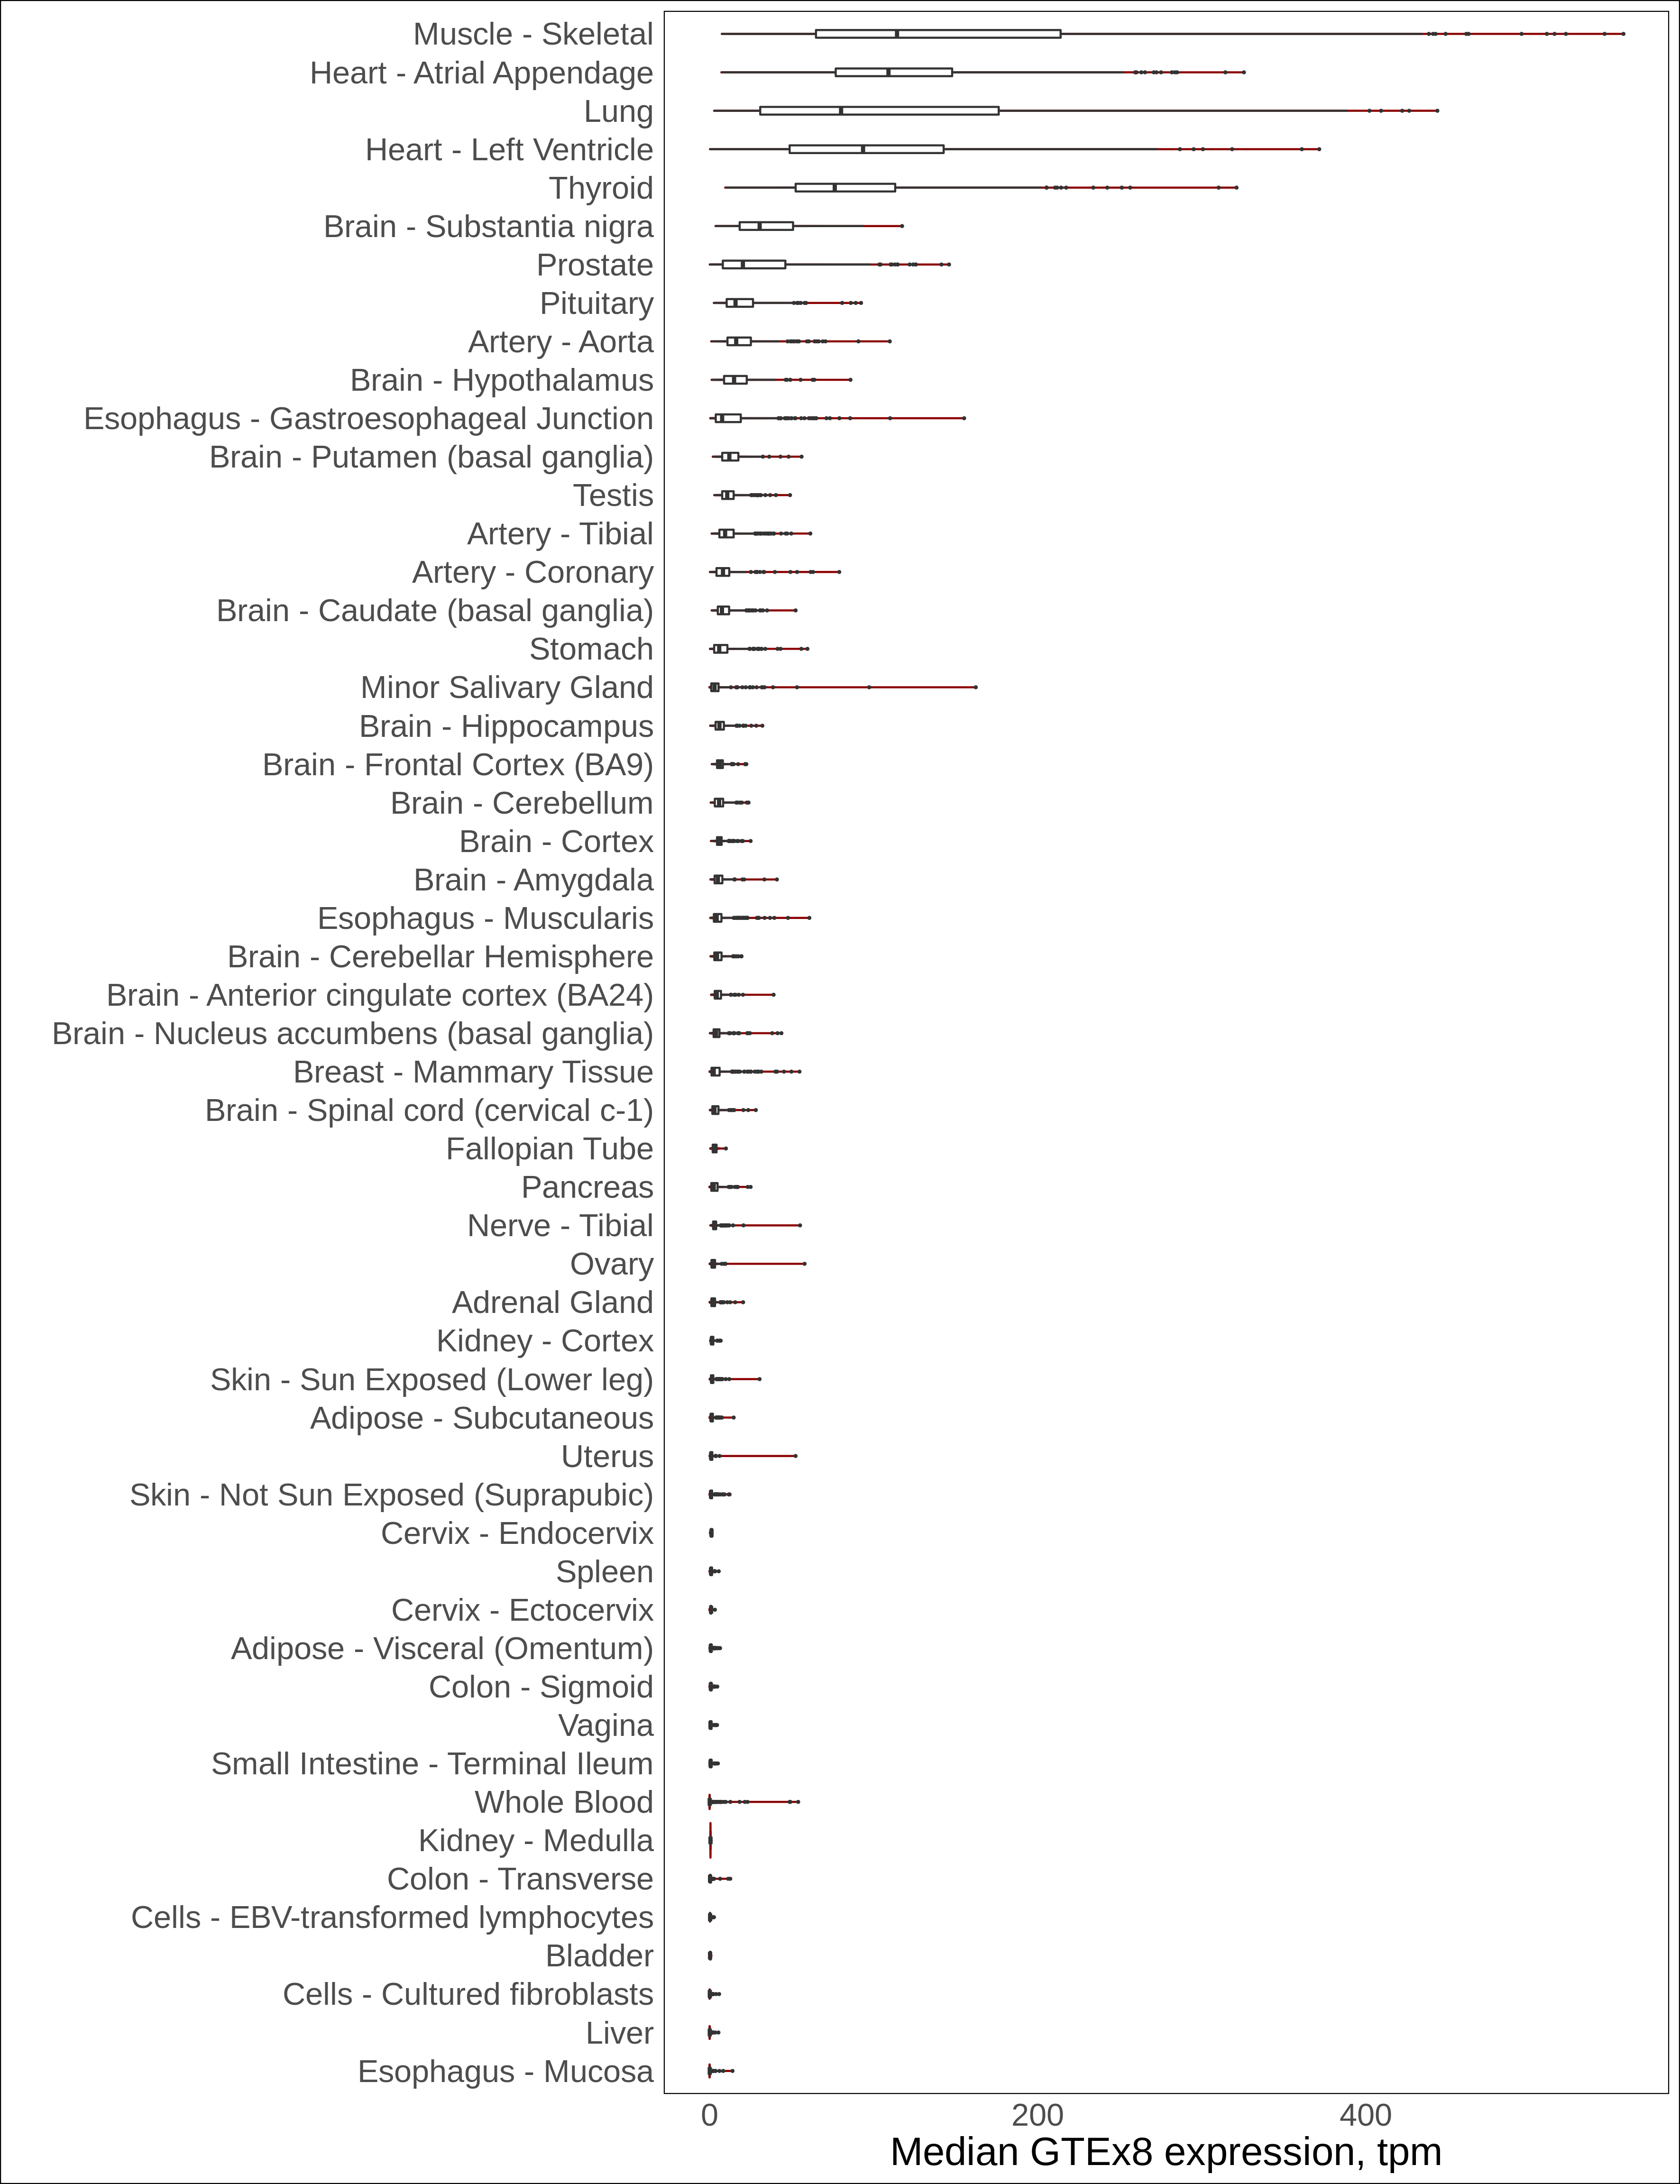 Muscle - Skeletal
Heart - Atrial Appendage
Lung
Heart - Left Ventricle
Thyroid
Brain - Substantia nigra
Prostate
Pituitary
Artery - Aorta
Brain - Hypothalamus
Esophagus - Gastroesophageal Junction
Brain - Putamen (basal ganglia)
Testis
Artery - Tibial
Artery - Coronary
Brain - Caudate (basal ganglia)
Stomach
Minor Salivary Gland
Brain - Hippocampus
Brain - Frontal Cortex (BA9)
Brain - Cerebellum
Brain - Cortex
Brain - Amygdala
Esophagus - Muscularis
Brain - Cerebellar Hemisphere
Brain - Anterior cingulate cortex (BA24)
Brain - Nucleus accumbens (basal ganglia)
Breast - Mammary Tissue
Brain - Spinal cord (cervical c-1)
Fallopian Tube
Pancreas
Nerve - Tibial
Ovary
Adrenal Gland
Kidney - Cortex
Skin - Sun Exposed (Lower leg)
Adipose - Subcutaneous
Uterus
Skin - Not Sun Exposed (Suprapubic)
Cervix - Endocervix
Spleen
Cervix - Ectocervix
Adipose - Visceral (Omentum)
Colon - Sigmoid
Vagina
Small Intestine - Terminal Ileum
Whole Blood
Kidney - Medulla
Colon - Transverse
Cells - EBV-transformed lymphocytes
Bladder
Cells - Cultured fibroblasts
Liver
Esophagus - Mucosa
0 200 400
Median GTEx8 expression, tpm